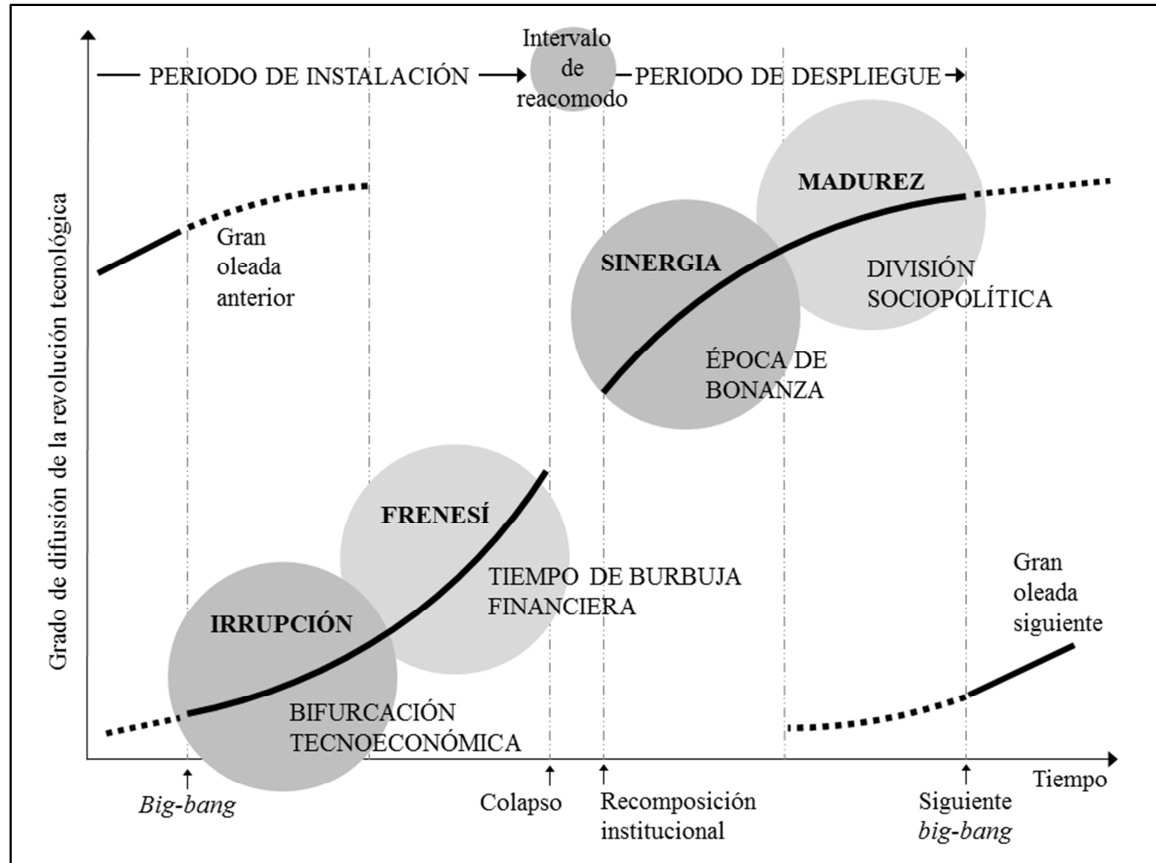 Intervalo
de
reacomodo
PERIODO DE INSTALACIÓN
PERIODO DE DESPLIEGUE
Grado de difusión de la revolución tecnológica
Gran
oleada
anterior
MADUREZ
SINERGIA
DIVISIÓN
SOCIOPOLÍTICA
ÉPOCA DE
BONANZA
FRENESÍ
TIEMPO DE BURBUJA
FINANCIERA
IRRUPCIÓN
BIFURCACIÓN
TECNOECONÓMICA
Gran
oleada
siguiente
Big-bang
Colapso
Recomposición
institucional
Siguiente
big-bang
Tiempo